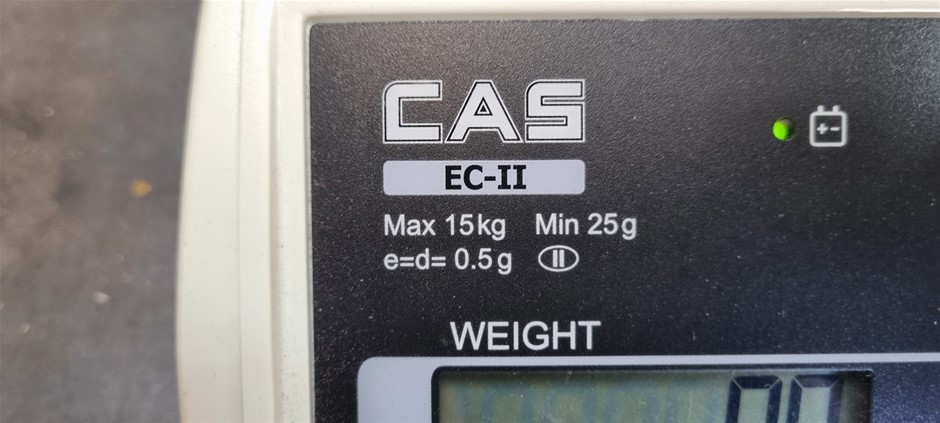 CAS
EC-II
Max 15kg Min 25g
e=d= 0.5g II
WEIGHT